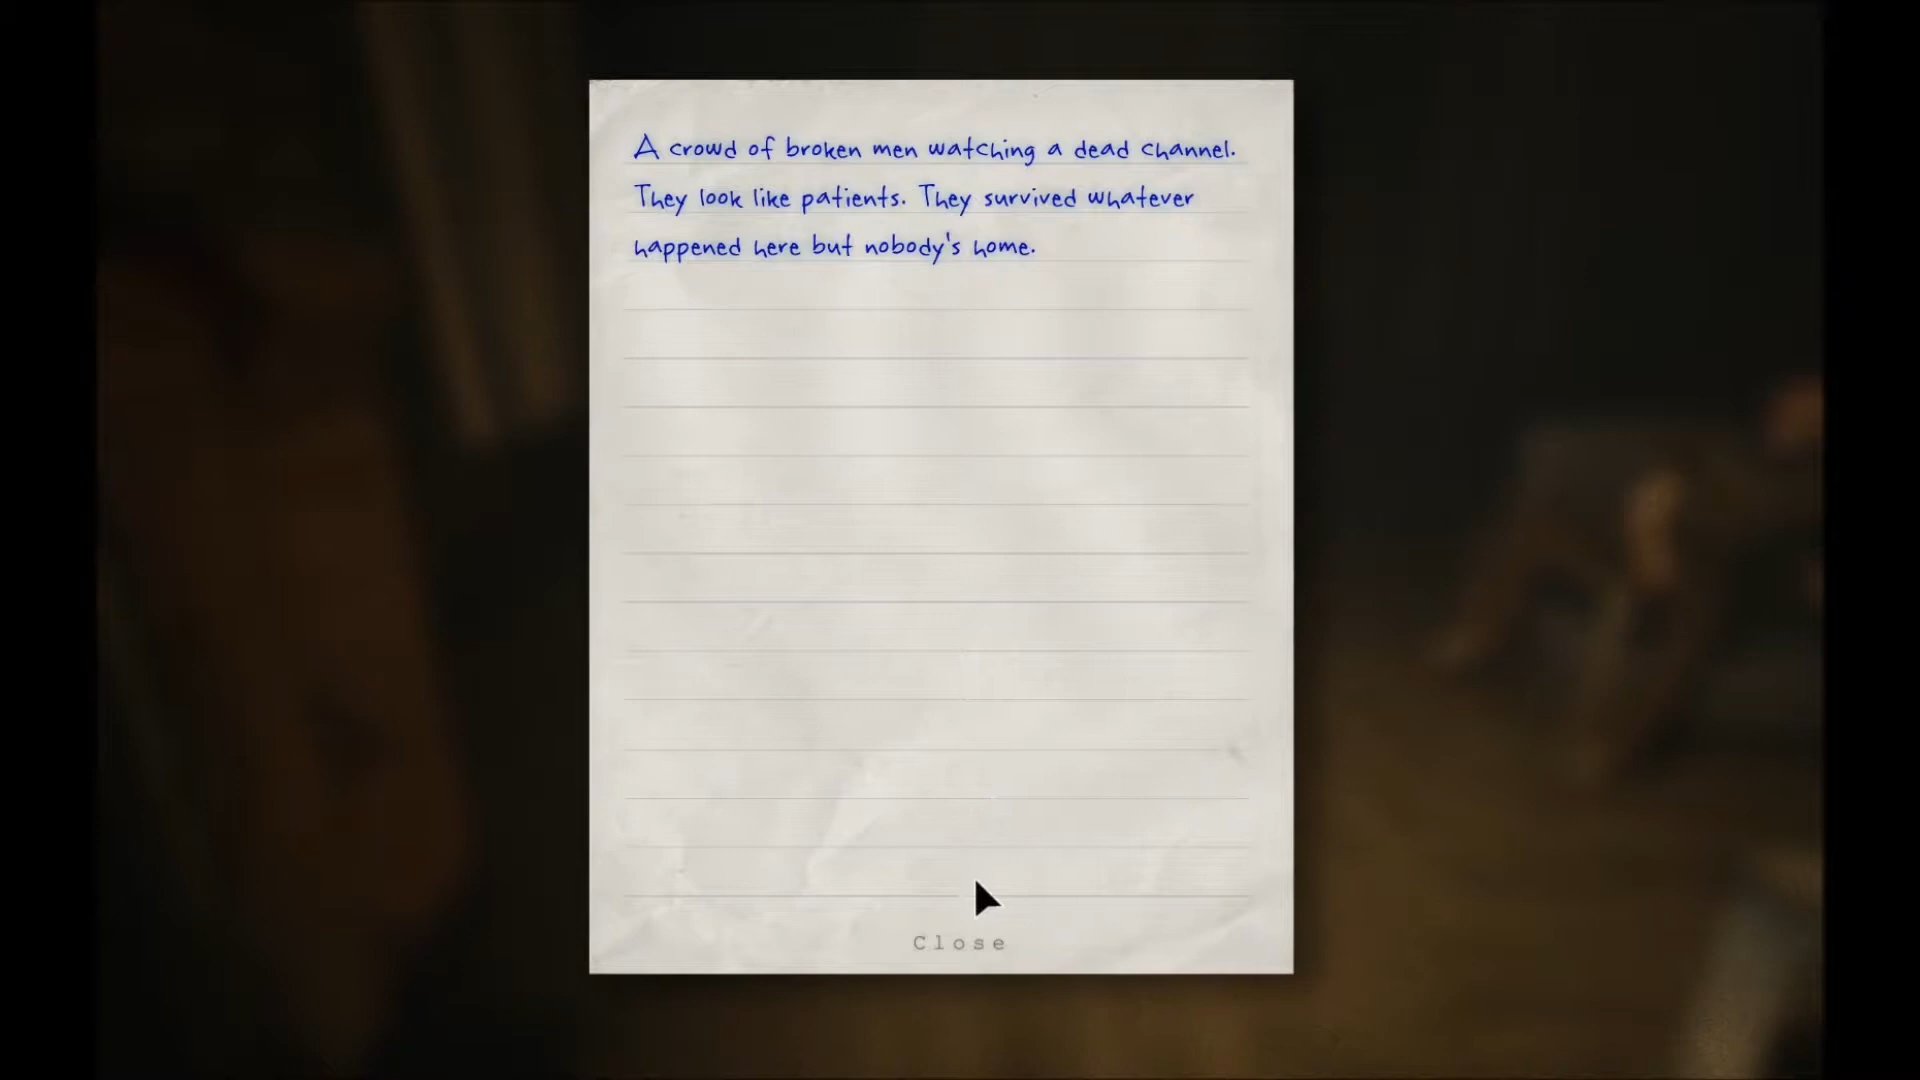 A crowd of broken men watching a dead channel.
They look like patients. They survived whatever
happened here but nobody's home.
Close